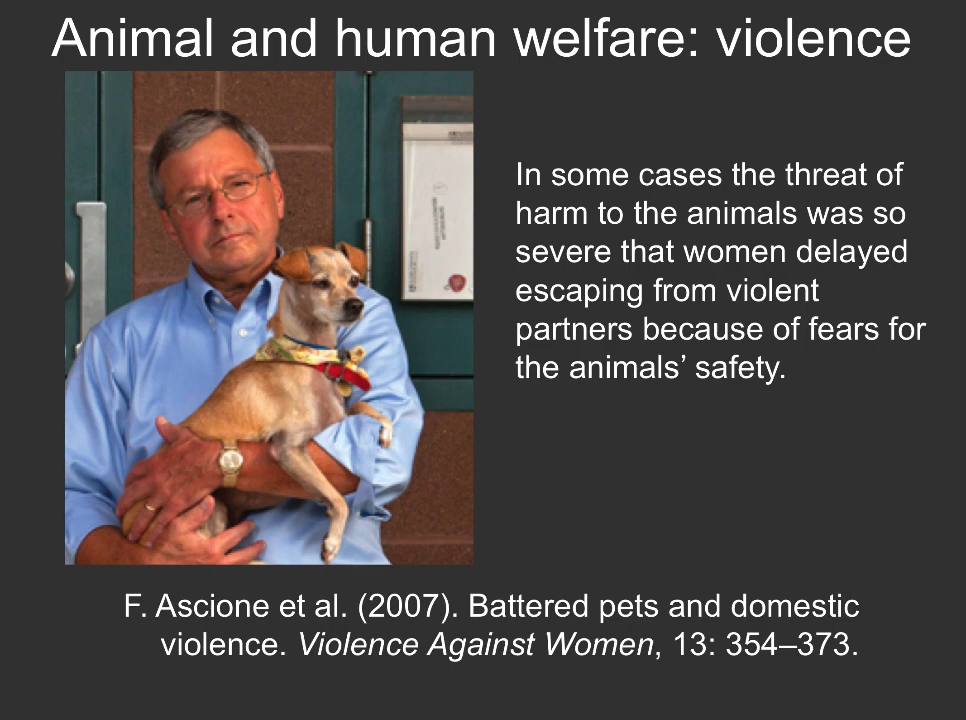 Animal and human welfare: violence
In some cases the threat of
harm to the animals was so
severe that women delayed
escaping from violent
partners because of fears for
the animals’ safety.
F. Ascione et al. (2007). Battered pets and domestic
violence. Violence Against Women, 13: 354–373.